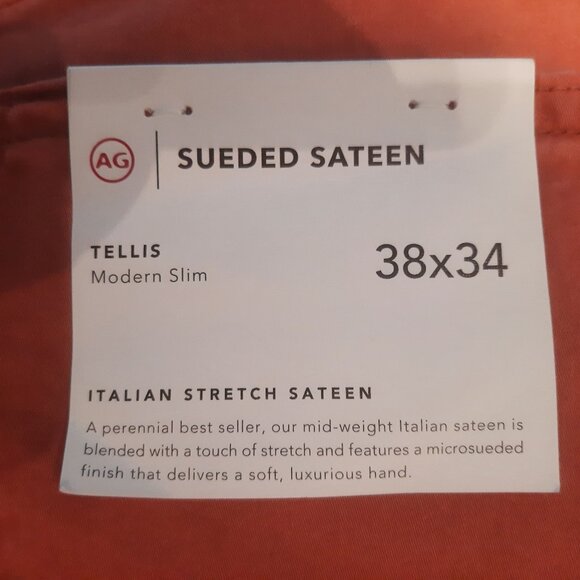 AG
SUEDED SATEEN
TELLIS
Modern Slim
38x34
ITALIAN STRETCH SATEEN
A perennial best seller, our mid-weight Italian sateen is
blended with a touch of stretch and features a microsueded
finish that delivers a soft, luxurious hand.